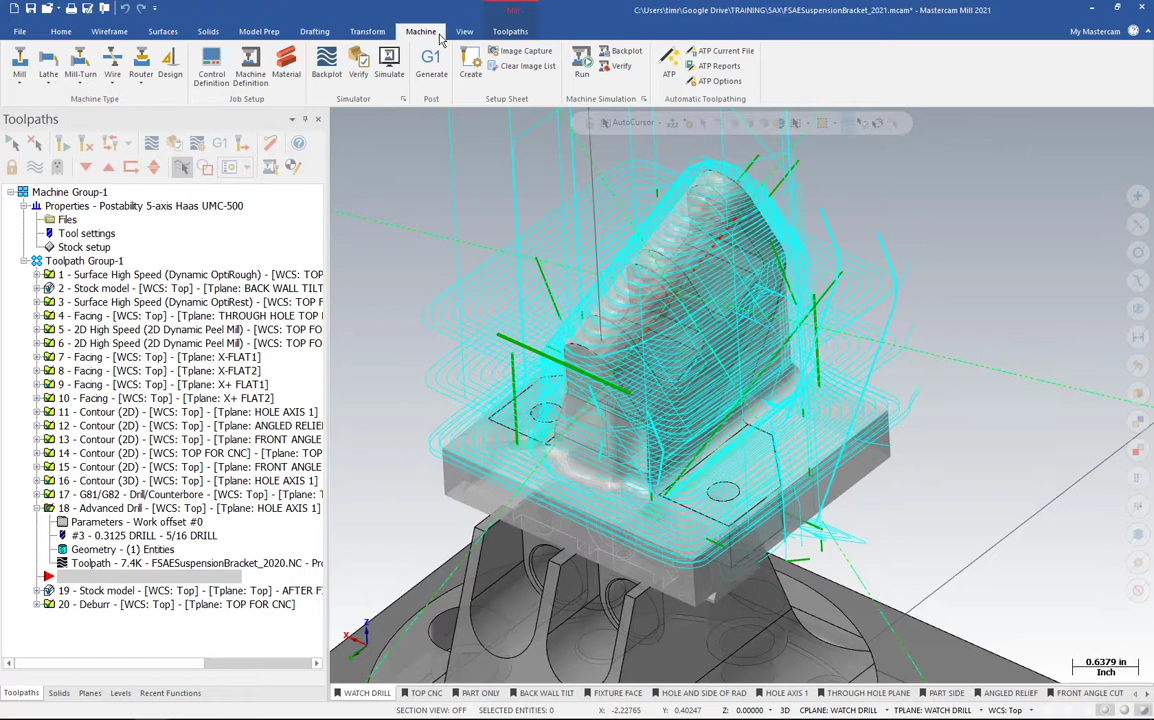 Mill
C:\Users\timr\Google Drive\TRAINING\SAX\FSAESuspensionBracket_2021.mcam* - Mastercam Mill 2021
File Home Wireframe Surfaces Solids Model Prep Drafting Transform Machine View Toolpaths
My Mastercam
Mill Lathe Mill-Turn Wire Router Design
Machine Type
Control Definition Machine Definition Material
Job Setup
Backplot Verify Simulate
Simulator
G1 Generate
Post
Create Image Capture
Clear Image List
Setup Sheet
Run Backplot
Verify
Machine Simulation
ATP ATP Current File
ATP Reports
ATP Options
Automatic Toolpathing
Toolpaths
G1
AutoCursor
Machine Group-1
Properties - Postability 5-axis Haas UMC-500
Files
Tool settings
Stock setup
Toolpath Group-1
1 - Surface High Speed (Dynamic OptiRough) - [WCS: TOP
2 - Stock model - [WCS: Top] - [Tplane: BACK WALL TILT
3 - Surface High Speed (Dynamic OptiRest) - [WCS: TOP F
4 - Facing - [WCS: Top] - [Tplane: THROUGH HOLE TOP
5 - 2D High Speed (2D Dynamic Peel Mill) - [WCS: TOP FO
6 - 2D High Speed (2D Dynamic Peel Mill) - [WCS: TOP FO
7 - Facing - [WCS: Top] - [Tplane: X-FLAT1]
8 - Facing - [WCS: Top] - [Tplane: X-FLAT2]
9 - Facing - [WCS: Top] - [Tplane: X+ FLAT1]
10 - Facing - [WCS: Top] - [Tplane: X+ FLAT2]
11 - Contour (2D) - [WCS: Top] - [Tplane: HOLE AXIS 1]
12 - Contour (2D) - [WCS: Top] - [Tplane: ANGLED RELIEF
13 - Contour (2D) - [WCS: Top] - [Tplane: FRONT ANGLE
14 - Contour (2D) - [WCS: TOP FOR CNC] - [Tplane: TOP
15 - Contour (2D) - [WCS: Top] - [Tplane: FRONT ANGLE
16 - Contour (3D) - [WCS: Top] - [Tplane: HOLE AXIS 1]
17 - G81/G82 - Drill/Counterbore - [WCS: Top] - [Tplane:
18 - Advanced Drill - [WCS: Top] - [Tplane: HOLE AXIS 1]
Parameters - Work offset #0
#3 - 0.3125 DRILL - 5/16 DRILL
Geometry - (1) Entities
Toolpath - 7.4K - FSAESuspensionBracket_2020.NC - Pro
19 - Stock model - [WCS: Top] - [Tplane: Top] - AFTER F
20 - Deburr - [WCS: Top] - [Tplane: TOP FOR CNC]
Z
X
Y
0.6379 in
Inch
Toolpaths Solids Planes Levels Recent Functions
WATCH DRILL TOP CNC PART ONLY BACK WALL TILT FIXTURE FACE HOLE AND SIDE OF RAD HOLE AXIS 1 THROUGH HOLE PLANE PART SIDE ANGLED RELIEF FRONT ANGLE CUT
SECTION VIEW: OFF SELECTED ENTITIES: 0 X: -2.22765 Y: 0.40247 Z: 0.00000 3D CPLANE: WATCH DRILL TPLANE: WATCH DRILL WCS: Top